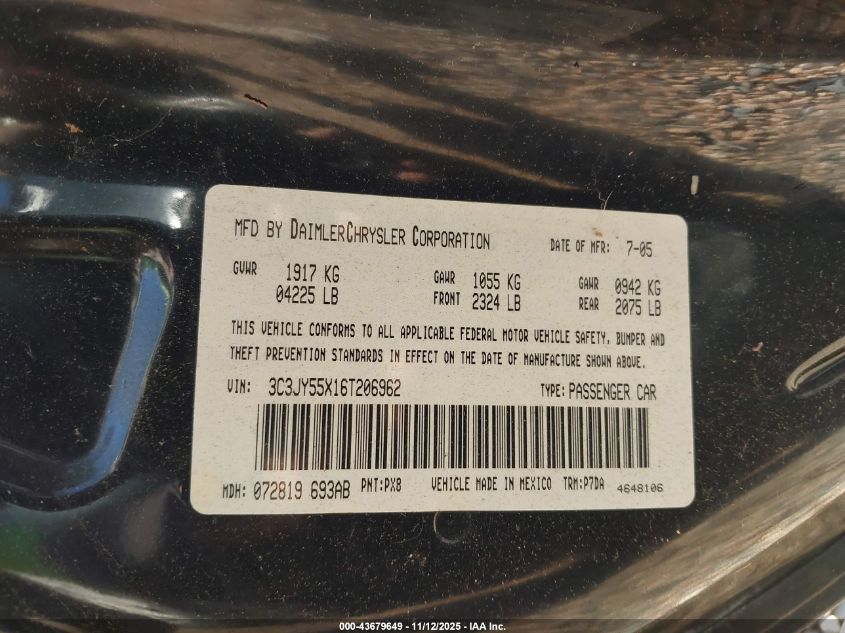 MFD BY DAIMLERCHRYSLER CORPORATION DATE OF MFR: 7-05
GVWR 1917 KG GAWR 1055 KG GAWR 0942 KG
04225 LB FRONT 2324 LB REAR 2075 LB
THIS VEHICLE CONFORMS TO ALL APPLICABLE FEDERAL MOTOR VEHICLE SAFETY, BUMPER AND
THEFT PREVENTION STANDARDS IN EFFECT ON THE DATE OF MANUFACTURE SHOWN ABOVE.
VIN: 3C3JY55X16T206962 TYPE: PASSENGER CAR
MDH: 072819 693AB PNT:PX8 VEHICLE MADE IN MEXICO TRM:P7DA 4648106
000-43679649 - 11/12/2025 - IAA Inc.